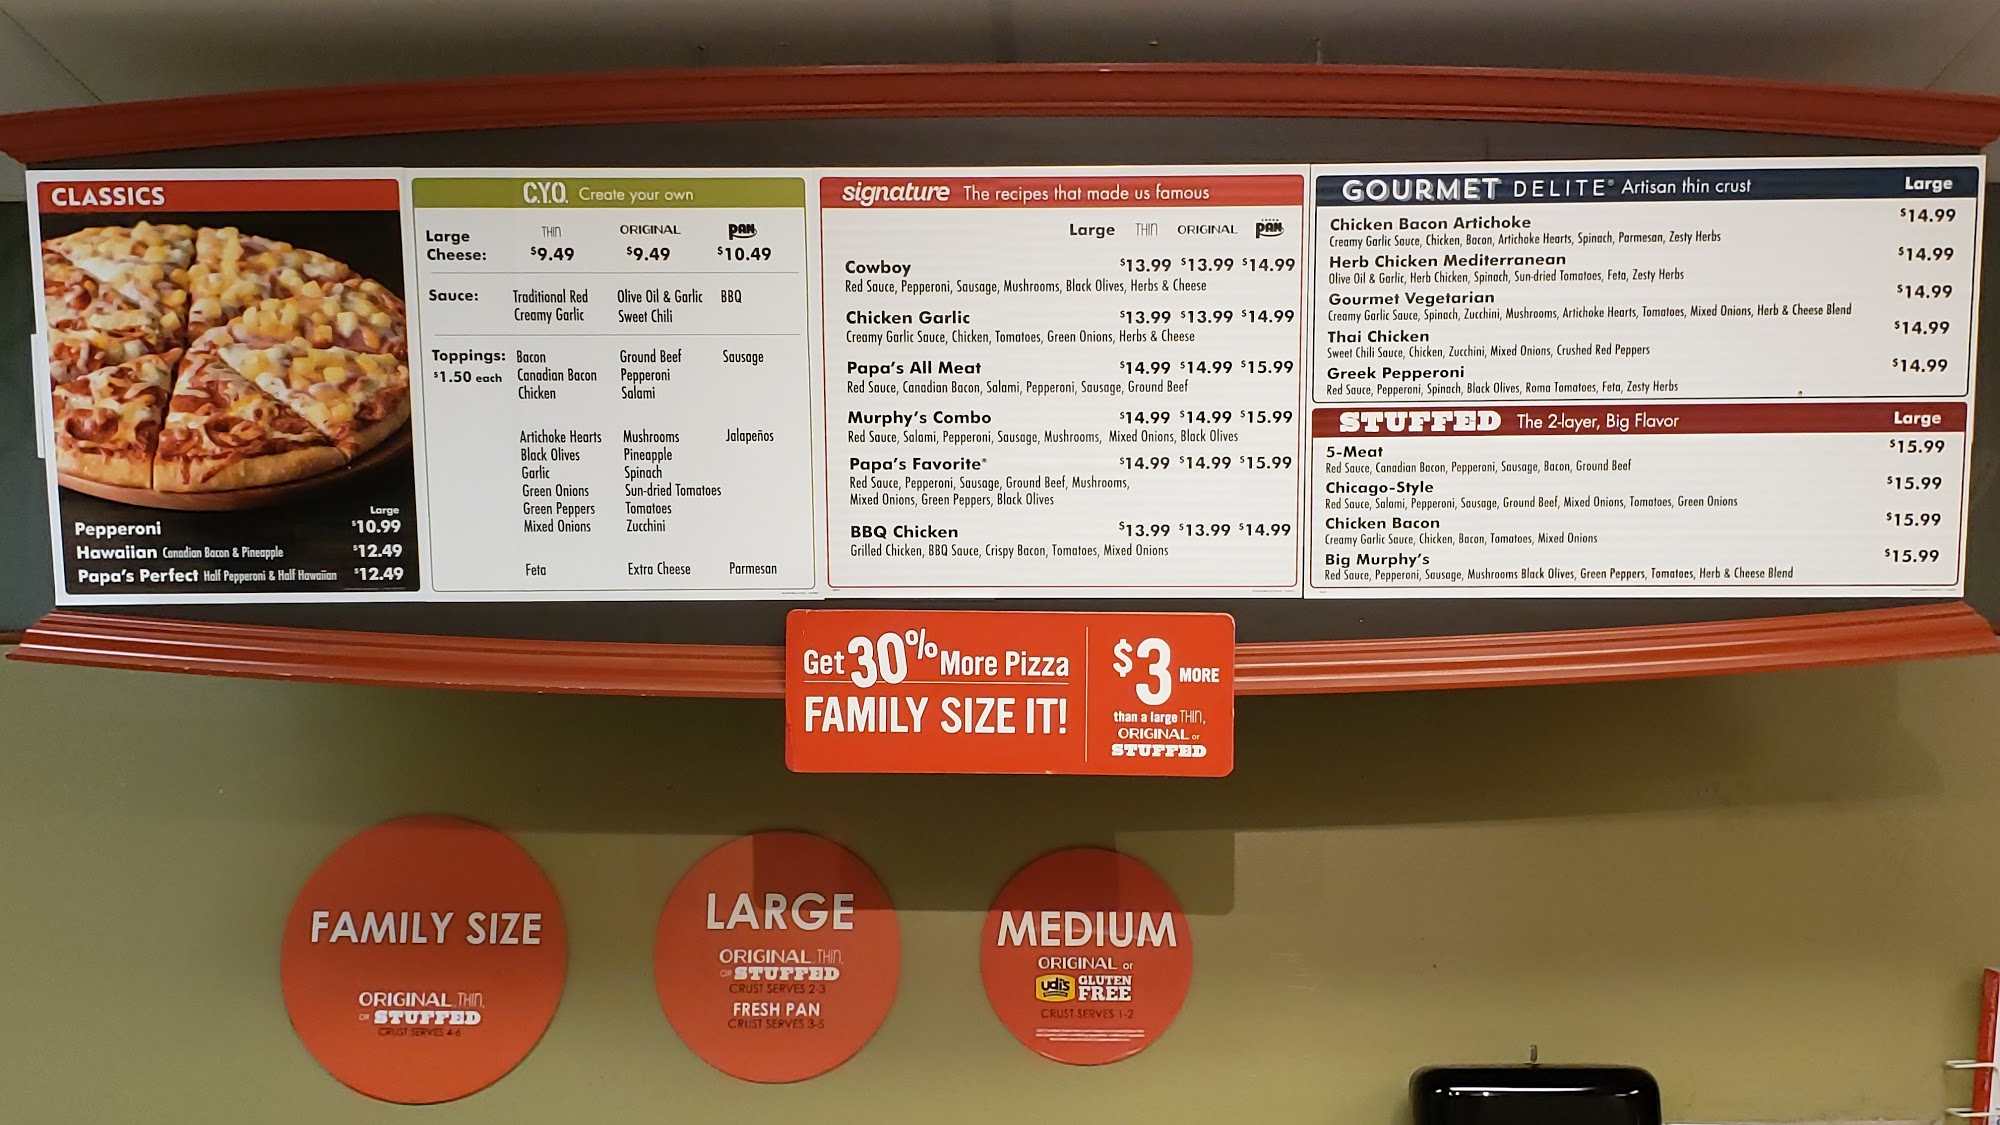 CLASSICS
Large
Pepperoni $10.99
Hawaiian Canadian Bacon & Pineapple $12.49
Papa's Perfect Half Pepperoni & Half Hawaiian $12.49
C.Y.O. Create your own
THIN ORIGINAL PAN
Large
Cheese: $9.49 $9.49 $10.49
Sauce: Traditional Red Olive Oil & Garlic BBQ
Creamy Garlic Sweet Chili
Toppings: Bacon Ground Beef Sausage
$1.50 each Canadian Bacon Pepperoni
Chicken Salami
Artichoke Hearts Mushrooms Jalapeños
Black Olives Pineapple
Garlic Spinach
Green Onions Sun-dried Tomatoes
Green Peppers Tomatoes
Mixed Onions Zucchini
Feta Extra Cheese Parmesan
signature The recipes that made us famous
Large THIN ORIGINAL PAN
Cowboy $13.99 $13.99 $14.99
Red Sauce, Pepperoni, Sausage, Mushrooms, Black Olives, Herbs & Cheese
Chicken Garlic $13.99 $13.99 $14.99
Creamy Garlic Sauce, Chicken, Tomatoes, Green Onions, Herbs & Cheese
Papa's All Meat $14.99 $14.99 $15.99
Red Sauce, Canadian Bacon, Salami, Pepperoni, Sausage, Ground Beef
Murphy's Combo $14.99 $14.99 $15.99
Red Sauce, Salami, Pepperoni, Sausage, Mushrooms, Mixed Onions, Black Olives
Papa's Favorite® $14.99 $14.99 $15.99
Red Sauce, Pepperoni, Sausage, Ground Beef, Mushrooms,
Mixed Onions, Green Peppers, Black Olives
BBQ Chicken $13.99 $13.99 $14.99
Grilled Chicken, BBQ Sauce, Crispy Bacon, Tomatoes, Mixed Onions
GOURMET DELITE® Artisan thin crust Large
Chicken Bacon Artichoke $14.99
Creamy Garlic Sauce, Chicken, Bacon, Artichoke Hearts, Spinach, Parmesan, Zesty Herbs
Herb Chicken Mediterranean $14.99
Olive Oil & Garlic, Herb Chicken, Spinach, Sun-dried Tomatoes, Feta, Zesty Herbs
Gourmet Vegetarian $14.99
Creamy Garlic Sauce, Spinach, Zucchini, Mushrooms, Artichoke Hearts, Tomatoes, Mixed Onions, Herb & Cheese Blend
Thai Chicken $14.99
Sweet Chili Sauce, Chicken, Zucchini, Mixed Onions, Crushed Red Peppers
Greek Pepperoni $14.99
Red Sauce, Pepperoni, Spinach, Black Olives, Roma Tomatoes, Feta, Zesty Herbs
STUFFED The 2-layer, Big Flavor Large
5-Meat $15.99
Red Sauce, Canadian Bacon, Pepperoni, Sausage, Bacon, Ground Beef
Chicago-Style $15.99
Red Sauce, Salami, Pepperoni, Sausage, Ground Beef, Mixed Onions, Tomatoes, Green Onions
Chicken Bacon $15.99
Creamy Garlic Sauce, Chicken, Bacon, Tomatoes, Mixed Onions
Big Murphy's $15.99
Red Sauce, Pepperoni, Sausage, Mushrooms Black Olives, Green Peppers, Tomatoes, Herb & Cheese Blend
Get 30% More Pizza
FAMILY SIZE IT!
$3 MORE
than a large THIN,
ORIGINAL or
STUFFED
FAMILY SIZE
ORIGINAL, THIN,
OR STUFFED
CRUST SERVES 4-6
LARGE
ORIGINAL, THIN,
OR STUFFED
CRUST SERVES 2-3
FRESH PAN
CRUST SERVES 3-5
MEDIUM
ORIGINAL or
udi's GLUTEN
FREE
CRUST SERVES 1-2